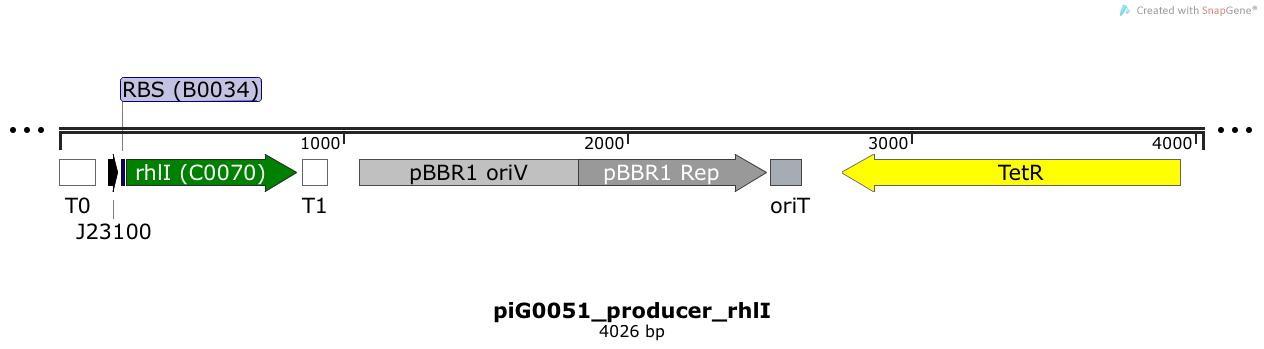 Created with SnapGene®
RBS (B0034)
1000 2000 3000 4000
rhlI (C0070) pBBR1 oriV pBBR1 Rep TetR
T0 T1 oriT
J23100
piG0051_producer_rhlI
4026 bp